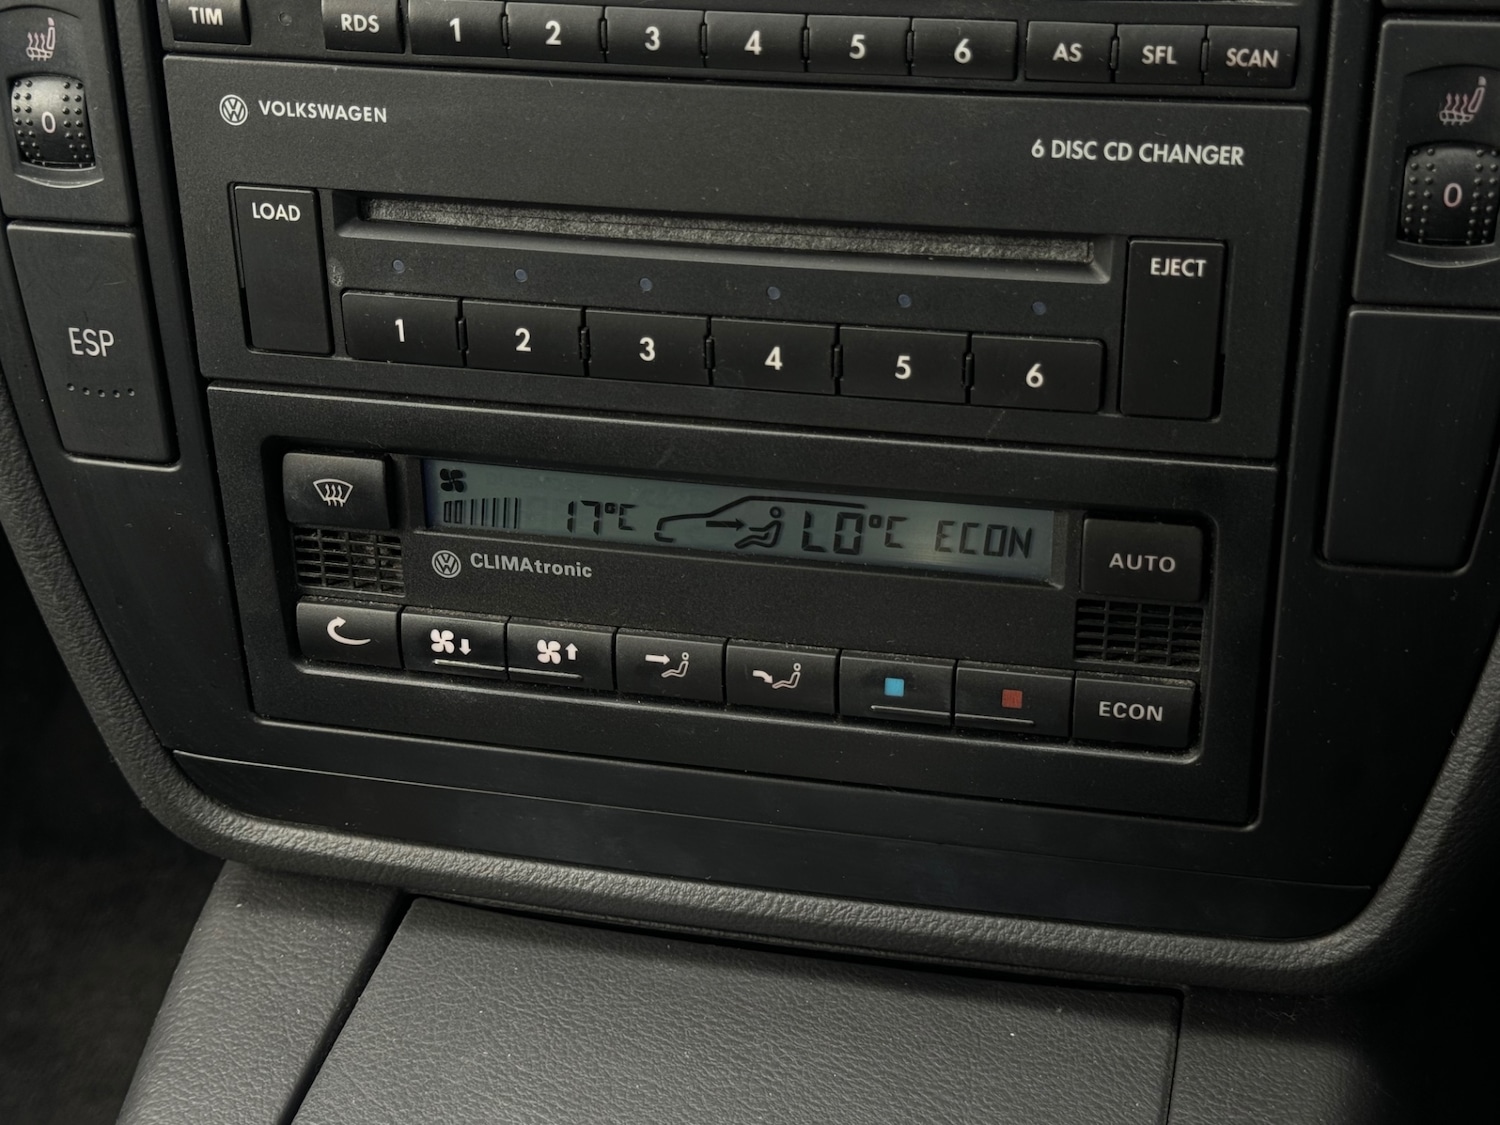 TIM RDS 1 2 3 4 5 6 AS SFL SCAN
0
VOLKSWAGEN
6 DISC CD CHANGER
0
LOAD
EJECT
ESP
1 2 3 4 5 6
17°C LO°C ECON
CLIMAtronic
AUTO
ECON